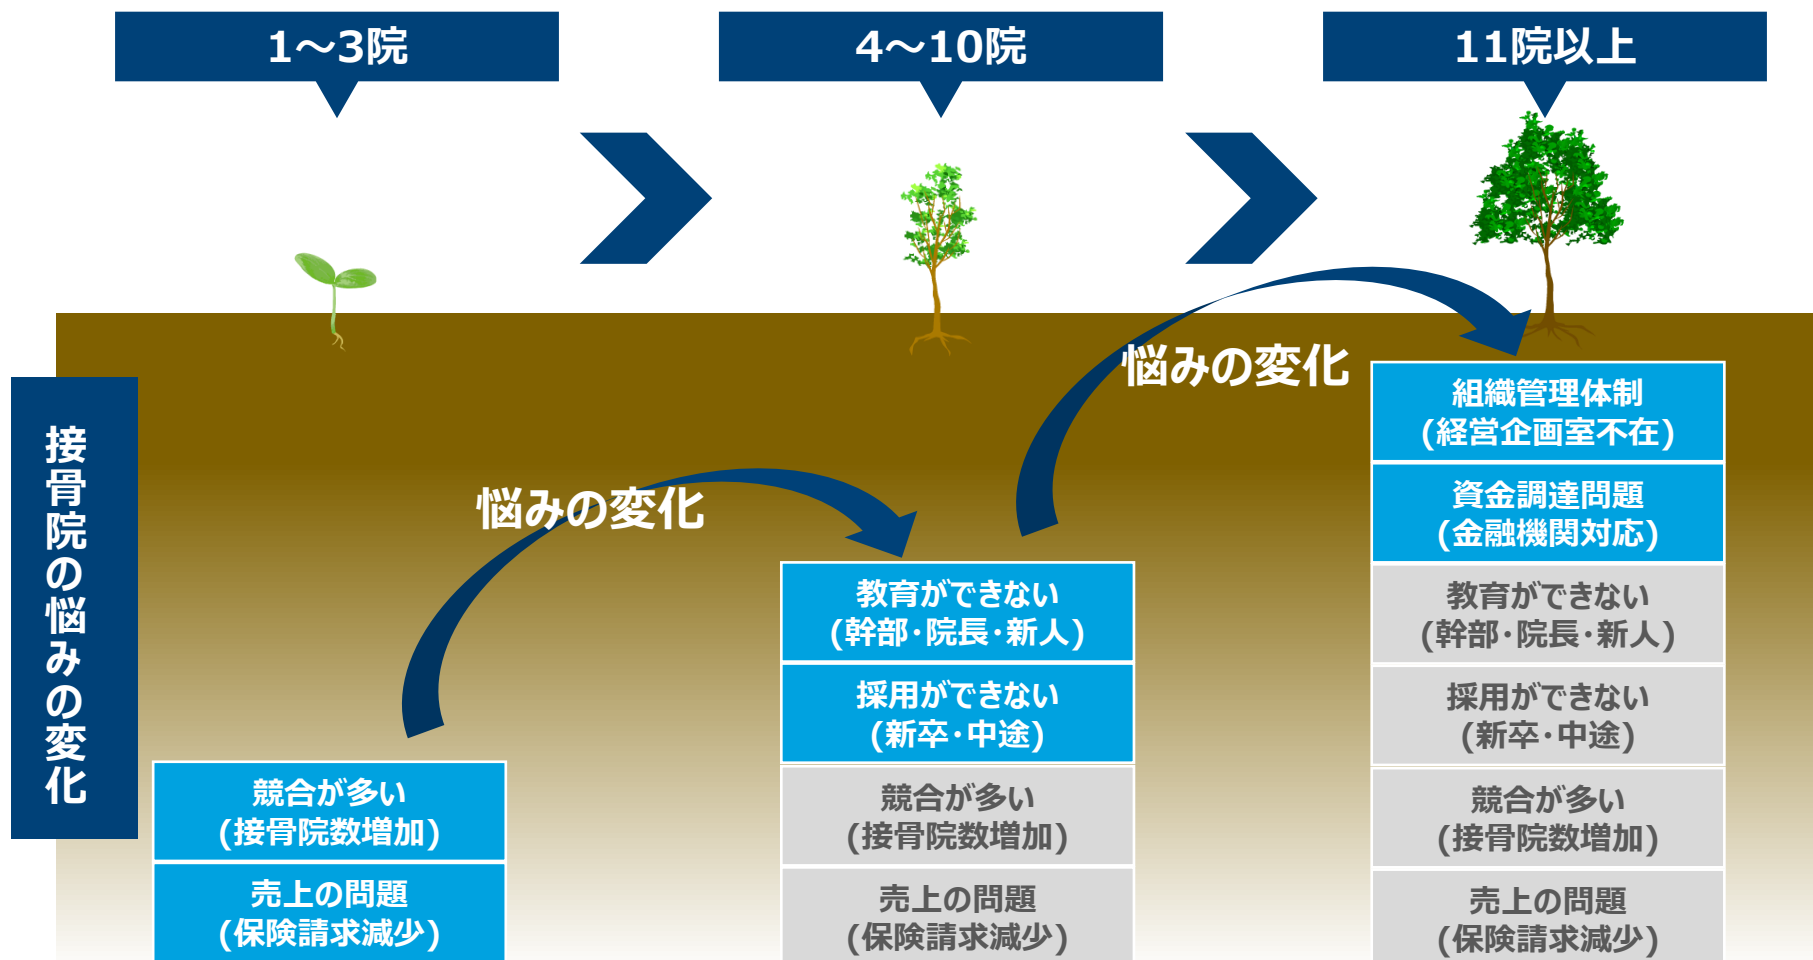 1～3院
4～10院
11院以上
接骨院の悩みの変化
悩みの変化
悩みの変化
競合が多い
(接骨院数増加)
売上の問題
(保険請求減少)
教育ができない
(幹部・院長・新人)
採用ができない
(新卒・中途)
競合が多い
(接骨院数増加)
売上の問題
(保険請求減少)
組織管理体制
(経営企画室不在)
資金調達問題
(金融機関対応)
教育ができない
(幹部・院長・新人)
採用ができない
(新卒・中途)
競合が多い
(接骨院数増加)
売上の問題
(保険請求減少)